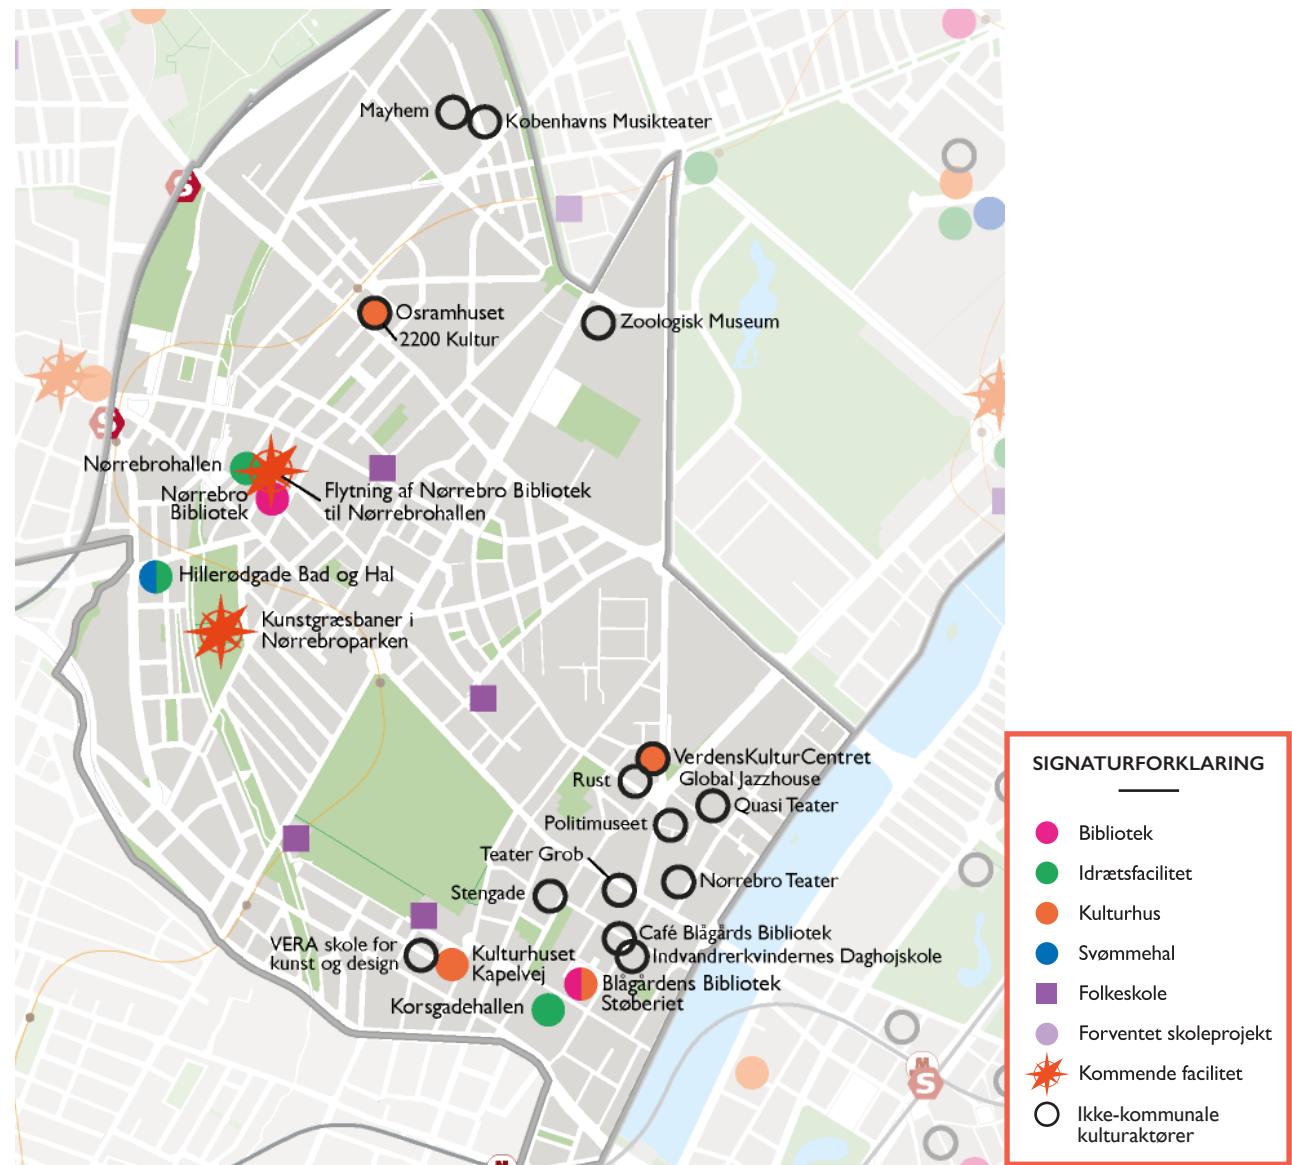 Mayhem
Københavns Musikteater
S
Osramhuset
2200 Kultur
Zoologisk Museum
S
Nørrebrohallen
Nørrebro
Bibliotek
Flytning af Nørrebro Bibliotek
til Nørrebrohallen
Hillerødgade Bad og Hal
Kunstgræsbaner i
Nørrebroparken
VerdensKulturCentret
Global Jazzhouse
Rust
Quasi Teater
Politimuseet
Teater Grob
Nørrebro Teater
Stengade
Café Blågårds Bibliotek
Indvandrerkvindernes Daghøjskole
VERA skole for
kunst og design
Kulturhuset
Kapelvej
Blågårdens Bibliotek
Støberiet
Korsgadehallen
M
S
M
SIGNATURFORKLARING
Bibliotek
Idrætsfacilitet
Kulturhus
Svømmehal
Folkeskole
Forventet skoleprojekt
Kommende facilitet
Ikke-kommunale
kulturaktører